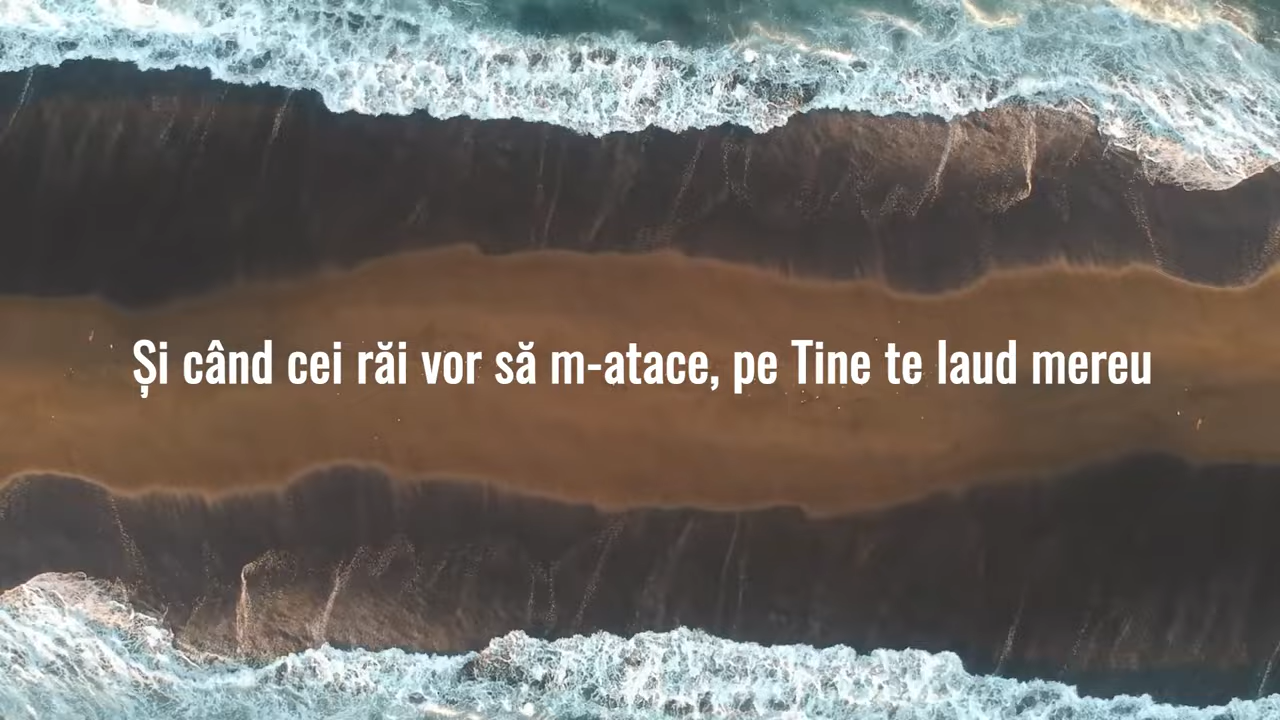 Și când cei răi vor să m-atace, pe Tine te laud mereu